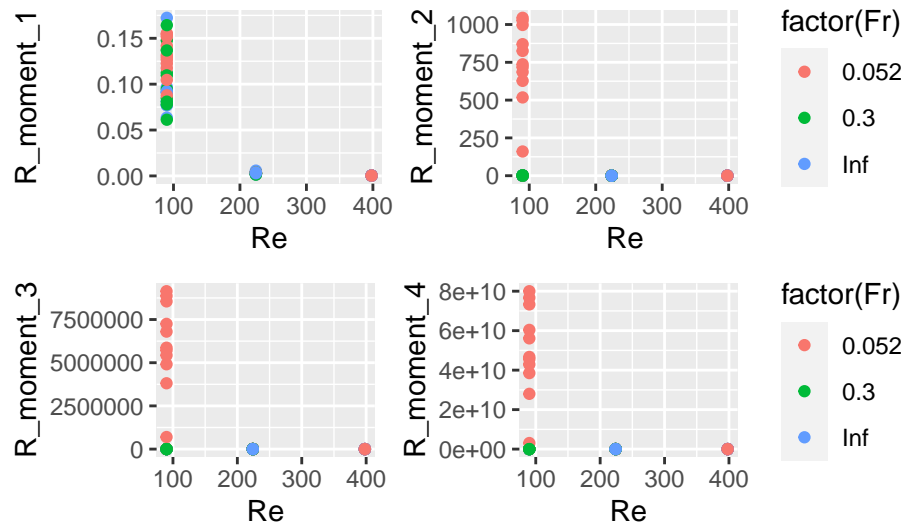 R_moment_1
0.15
0.10
0.05
0.00
100 200 300 400
Re
R_moment_2
1000
750
500
250
0
100 200 300 400
Re
factor(Fr)
0.052
0.3
Inf
R_moment_3
7500000
5000000
2500000
0
100 200 300 400
Re
R_moment_4
8e+10
6e+10
4e+10
2e+10
0e+00
100 200 300 400
Re
factor(Fr)
0.052
0.3
Inf